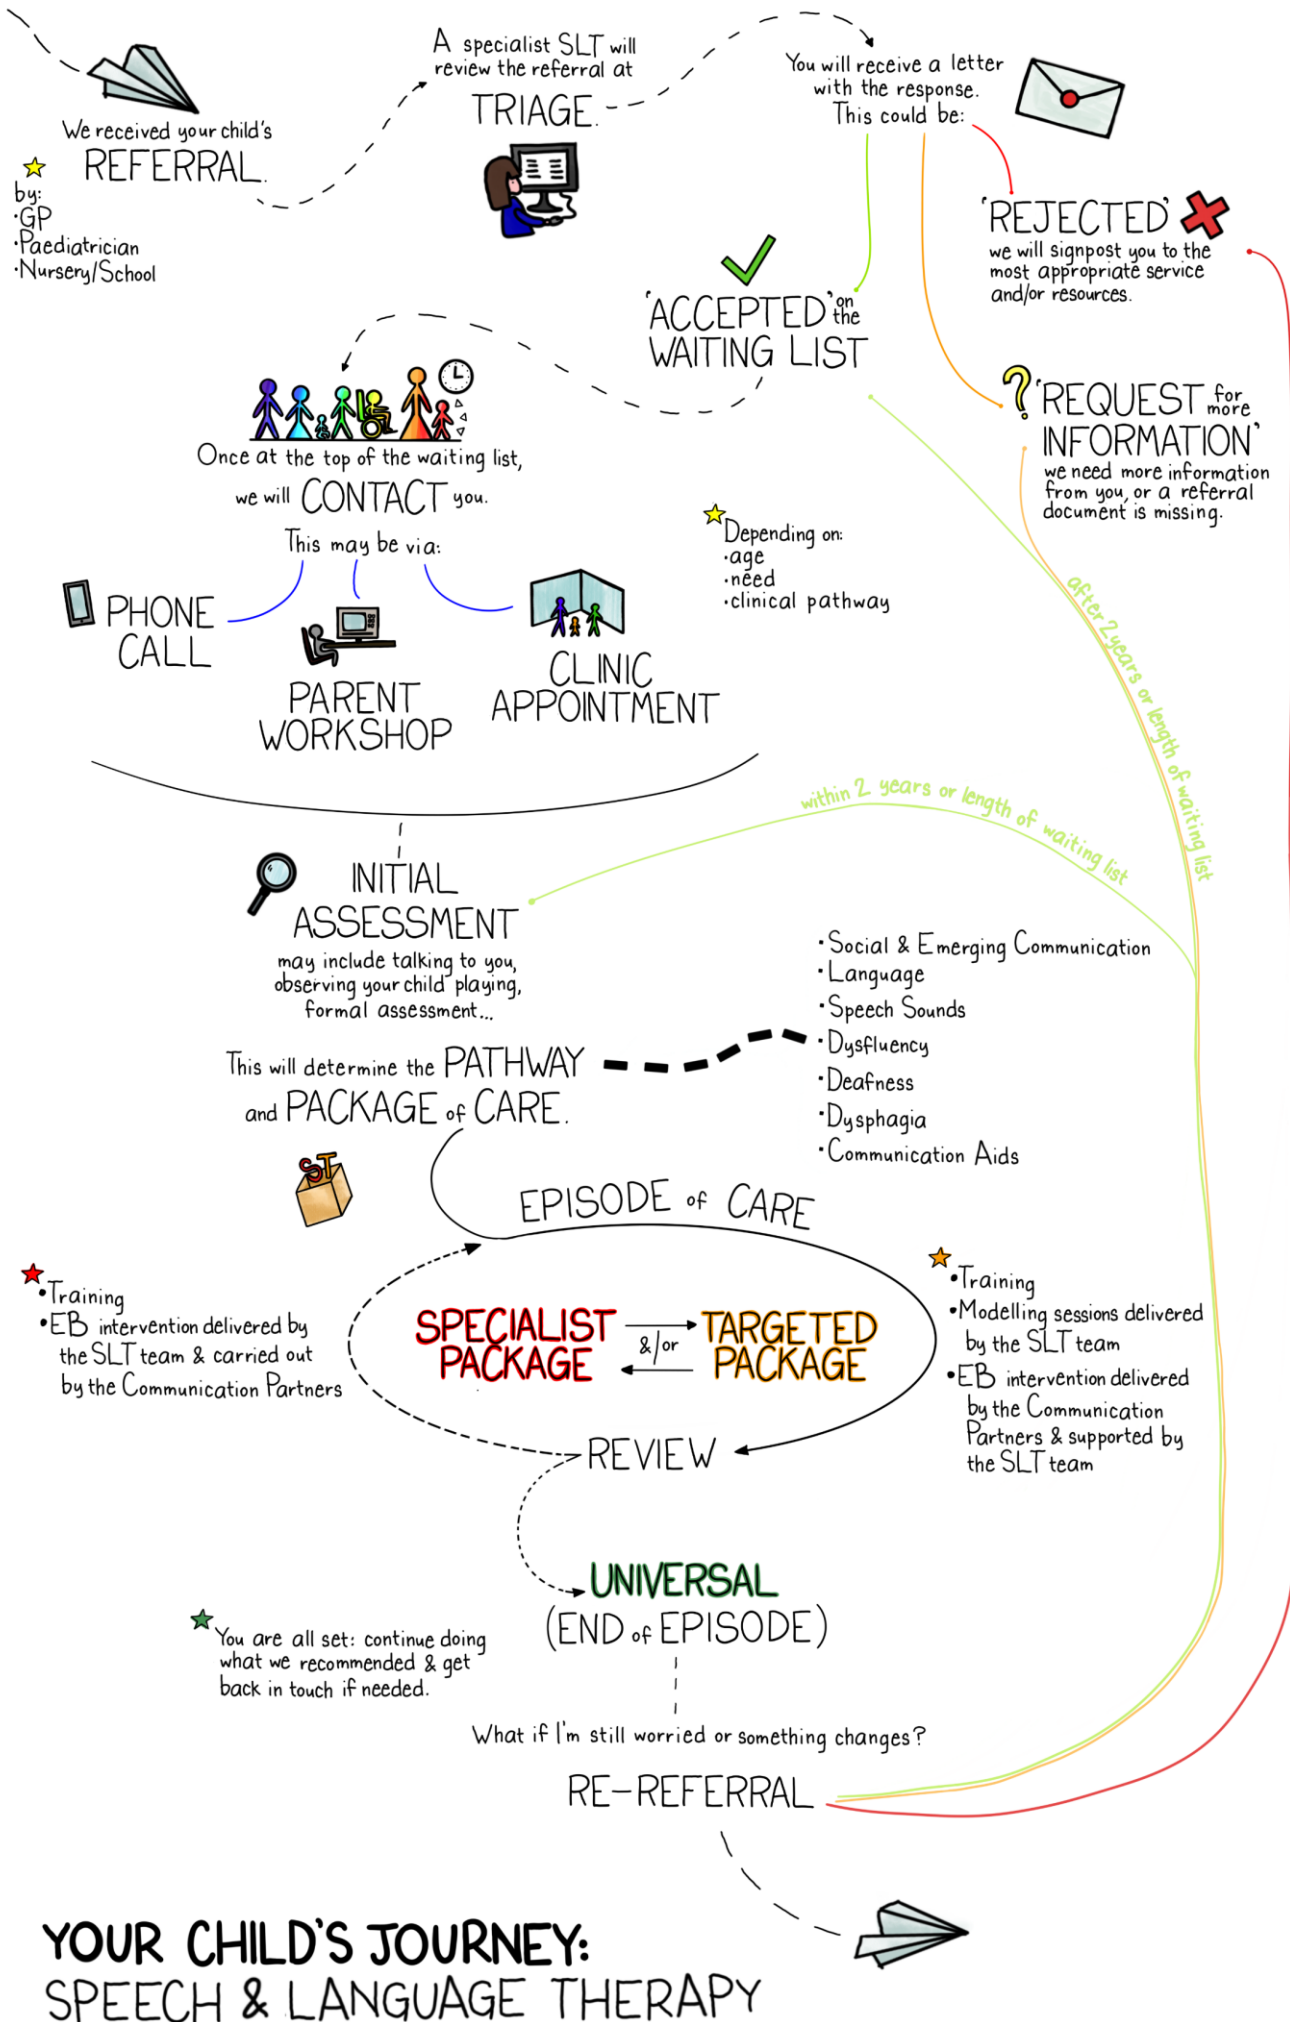 We received your child's
REFERRAL.
by:
·GP
·Paediatrician
·Nursery/School
A specialist SLT will
review the referral at
TRIAGE.
You will receive a letter
with the response.
This could be:
'REJECTED'
we will signpost you to the
most appropriate service
and/or resources.
'ACCEPTED' on the
WAITING LIST
'REQUEST for more
INFORMATION'
we need more information
from you, or a referral
document is missing.
Once at the top of the waiting list,
we will CONTACT you.
This may be via:
Depending on:
·age
·need
·clinical pathway
PHONE
CALL
PARENT
WORKSHOP
CLINIC
APPOINTMENT
after 2 years or length of waiting list
within 2 years or length of waiting list
INITIAL
ASSESSMENT
may include talking to you,
observing your child playing,
formal assessment...
This will determine the PATHWAY
and PACKAGE of CARE.
·Social & Emerging Communication
·Language
·Speech Sounds
·Dysfluency
·Deafness
·Dysphagia
·Communication Aids
ST
EPISODE of CARE
•Training
•EB intervention delivered by
the SLT team & carried out
by the Communication Partners
SPECIALIST
PACKAGE
&/or
TARGETED
PACKAGE
•Training
•Modelling sessions delivered
by the SLT team
•EB intervention delivered
by the Communication
Partners & supported by
the SLT team
REVIEW
UNIVERSAL
(END of EPISODE)
You are all set: continue doing
what we recommended & get
back in touch if needed.
What if I'm still worried or something changes?
RE-REFERRAL
YOUR CHILD'S JOURNEY:
SPEECH & LANGUAGE THERAPY